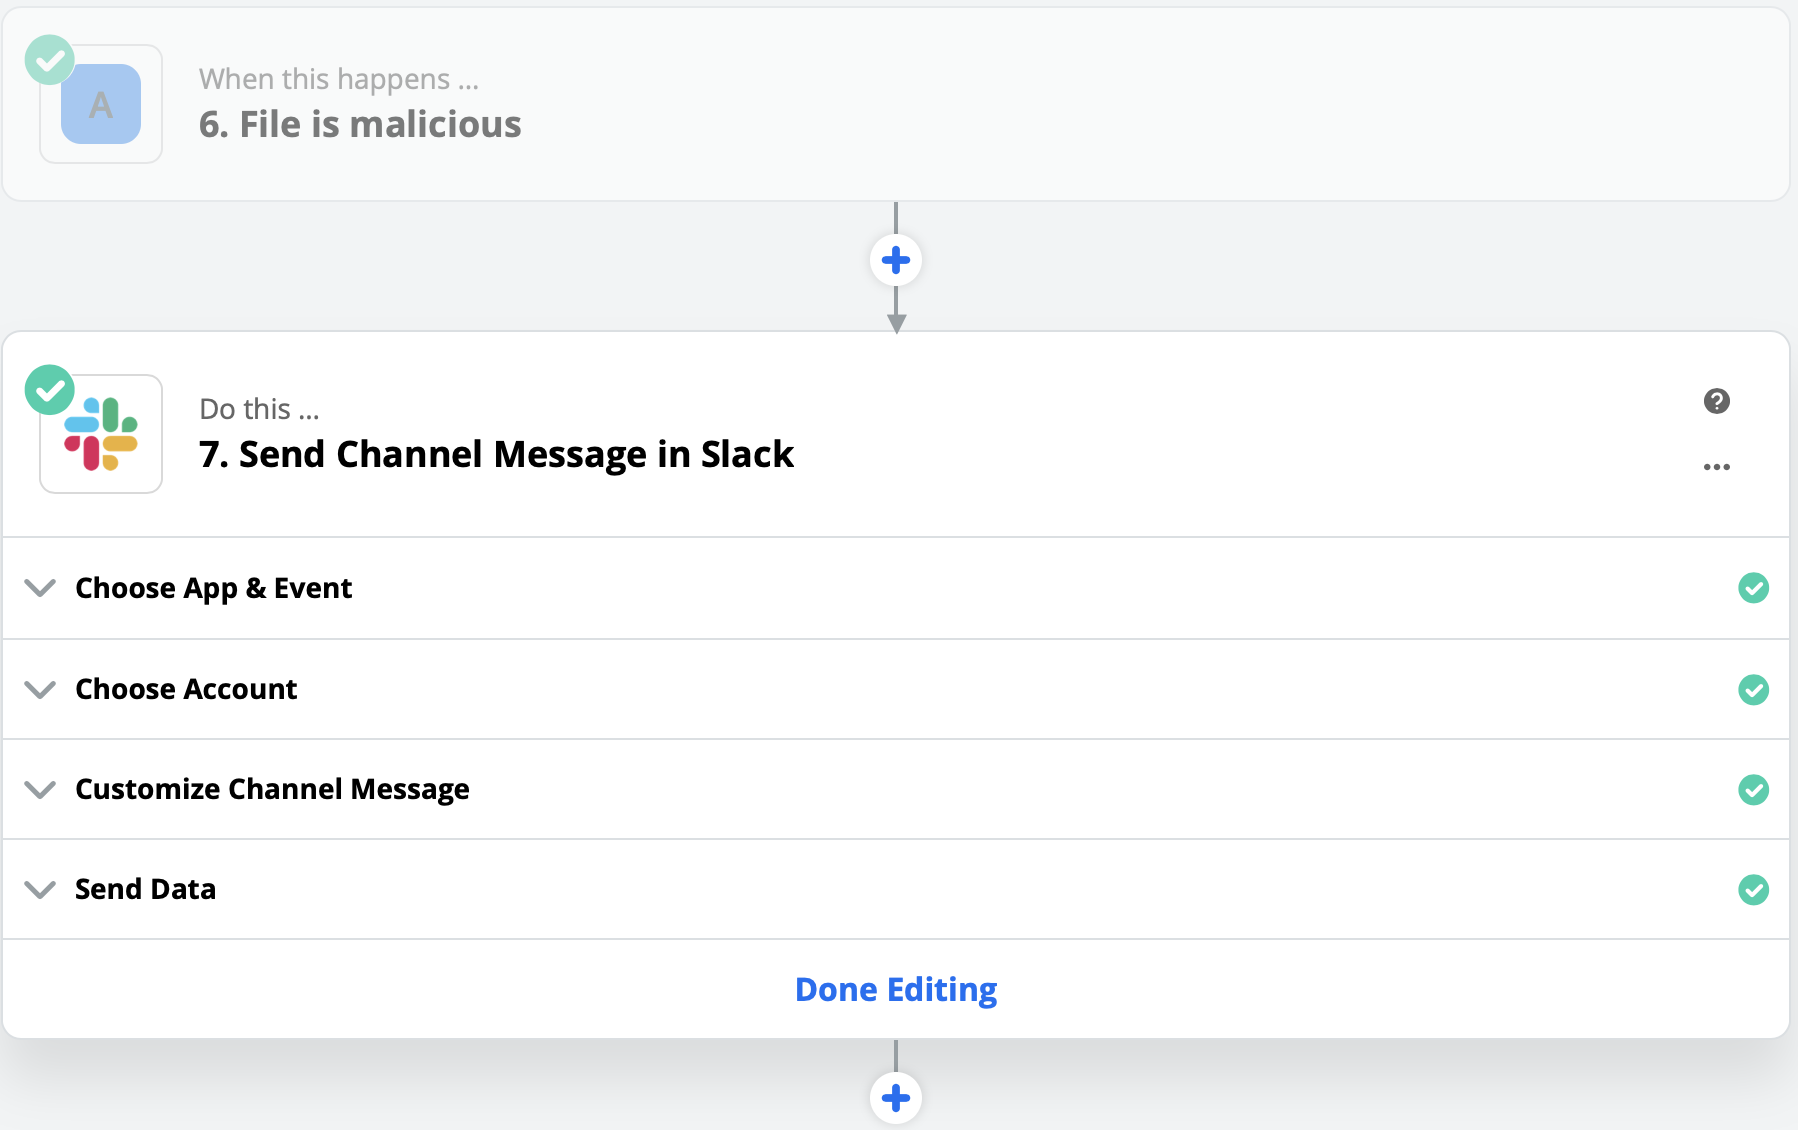 When this happens ...
A
6. File is malicious
Do this ...
7. Send Channel Message in Slack
Choose App & Event
Choose Account
Customize Channel Message
Send Data
Done Editing